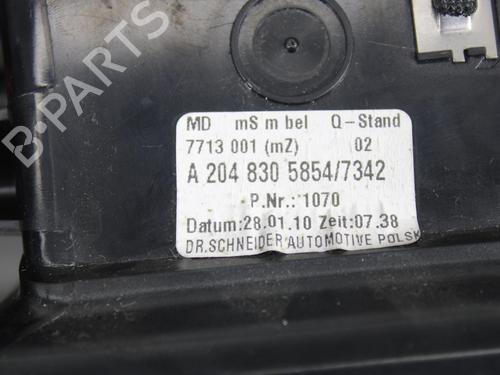 MD mS m bel Q-Stand
7713 001 (mZ) 02
A 204 830 5854/7342
P.Nr.: 1070
Datum:28.01.10 Zeit:07.38
DR.SCHNEIDER AUTOMOTIVE POLSK
B-PARTS